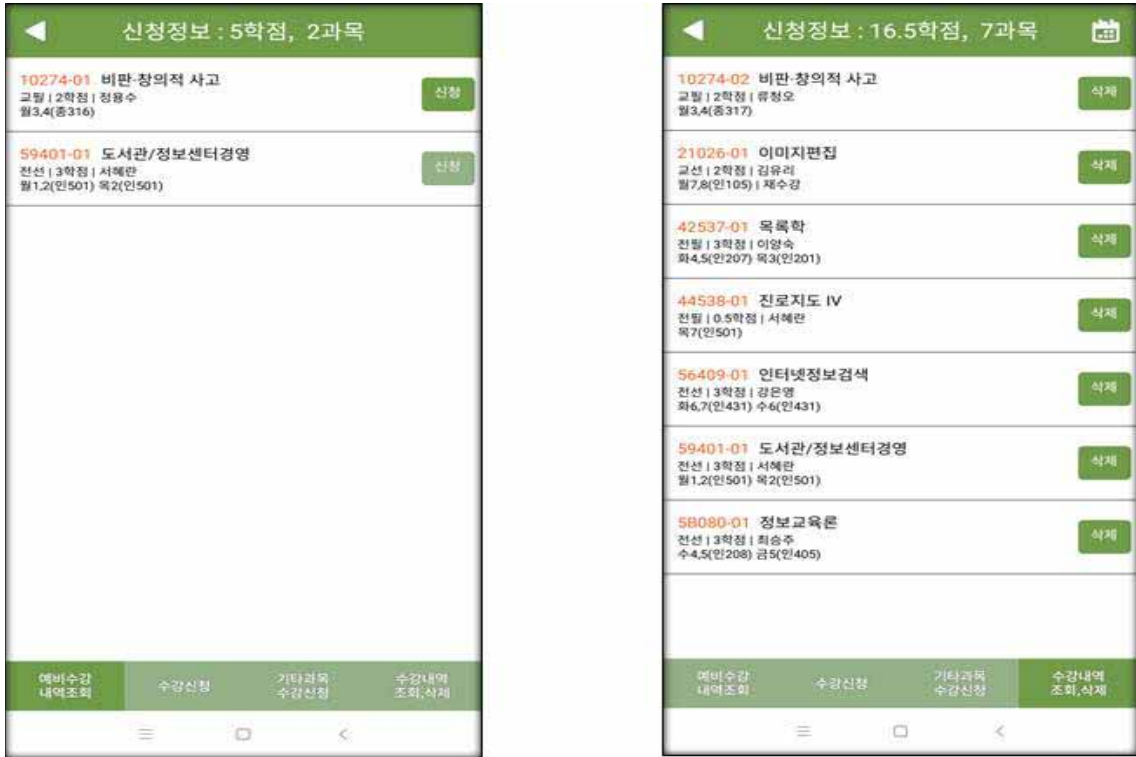 신청정보 : 5학점, 2과목
10274-01 비판·창의적 사고
교필 | 2학점 | 정용수
월3,4(종316)
신청
59401-01 도서관/정보센터경영
전선 | 3학점 | 서혜란
월1,2(인501) 목2(인501)
신청
예비수강
내역조회
수강신청
기타과목
수강신청
수강내역
조회,삭제
신청정보 : 16.5학점, 7과목
10274-02 비판·창의적 사고
교필 | 2학점 | 류청오
월3,4(종317)
삭제
21026-01 이미지편집
교선 | 2학점 | 김유리
월7,8(인105) | 재수강
삭제
42537-01 목록학
전필 | 3학점 | 이양숙
화4,5(인207) 목3(인201)
삭제
44538-01 진로지도 IV
전필 | 0.5학점 | 서혜란
목7(인501)
삭제
56409-01 인터넷정보검색
전선 | 3학점 | 강은영
화6,7(인431) 수6(인431)
삭제
59401-01 도서관/정보센터경영
전선 | 3학점 | 서혜란
월1,2(인501) 목2(인501)
삭제
5B080-01 정보교육론
전선 | 3학점 | 최승주
수4,5(인208) 금5(인405)
삭제
예비수강
내역조회
수강신청
기타과목
수강신청
수강내역
조회,삭제